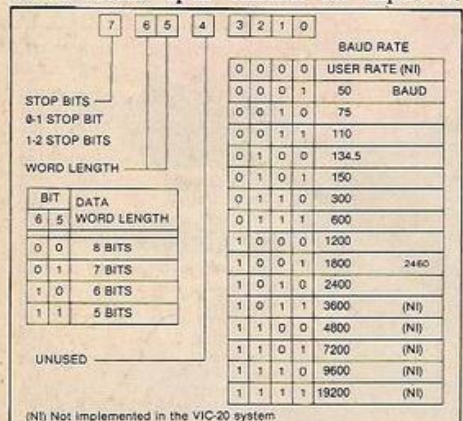 7 6 5 4 3 2 1 0
BAUD RATE
0 0 0 0 USER RATE (NI)
0 0 0 1 50 BAUD
0 0 1 0 75
0 0 1 1 110
0 1 0 0 134.5
0 1 0 1 150
0 1 1 0 300
0 1 1 1 600
1 0 0 0 1200
1 0 0 1 1800 2460
1 0 1 0 2400
1 0 1 1 3600 (NI)
1 1 0 0 4800 (NI)
1 1 0 1 7200 (NI)
1 1 1 0 9600 (NI)
1 1 1 1 19200 (NI)
STOP BITS
0-1 STOP BIT
1-2 STOP BITS
WORD LENGTH
BIT DATA
6 5 WORD LENGTH
0 0 8 BITS
0 1 7 BITS
1 0 6 BITS
1 1 5 BITS
UNUSED
(NI) Not implemented in the VIC-20 system